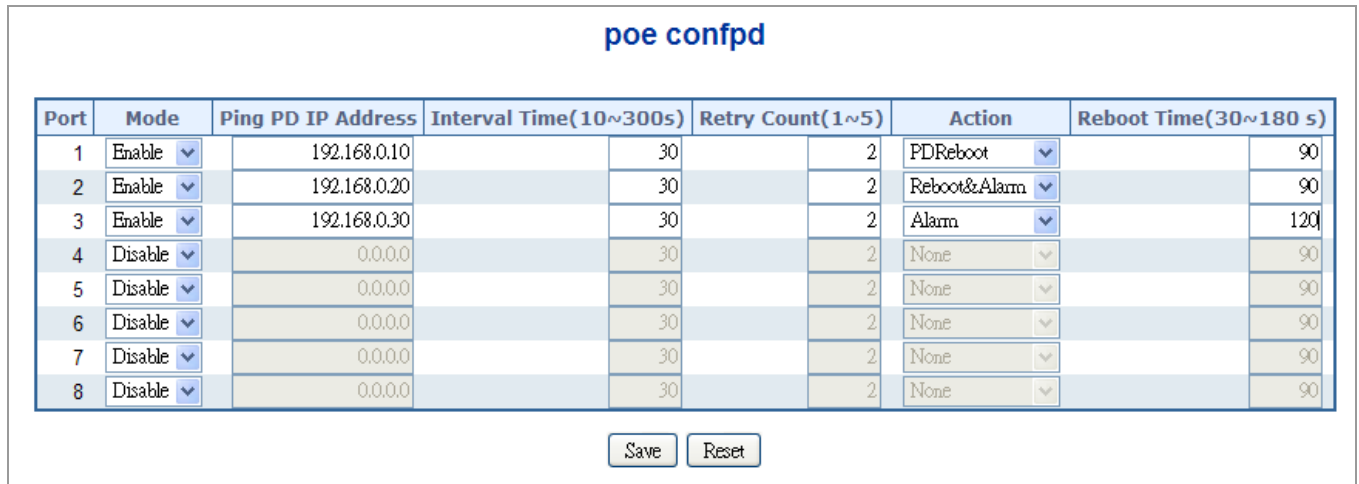 poe confpd
Port Mode Ping PD IP Address Interval Time(10~300s) Retry Count(1~5) Action Reboot Time(30~180 s)
1 Enable 192.168.0.10 30 2 PDReboot 90
2 Enable 192.168.0.20 30 2 Reboot&Alarm 90
3 Enable 192.168.0.30 30 2 Alarm 120
4 Disable 0.0.0.0 30 2 None 90
5 Disable 0.0.0.0 30 2 None 90
6 Disable 0.0.0.0 30 2 None 90
7 Disable 0.0.0.0 30 2 None 90
8 Disable 0.0.0.0 30 2 None 90
Save Reset